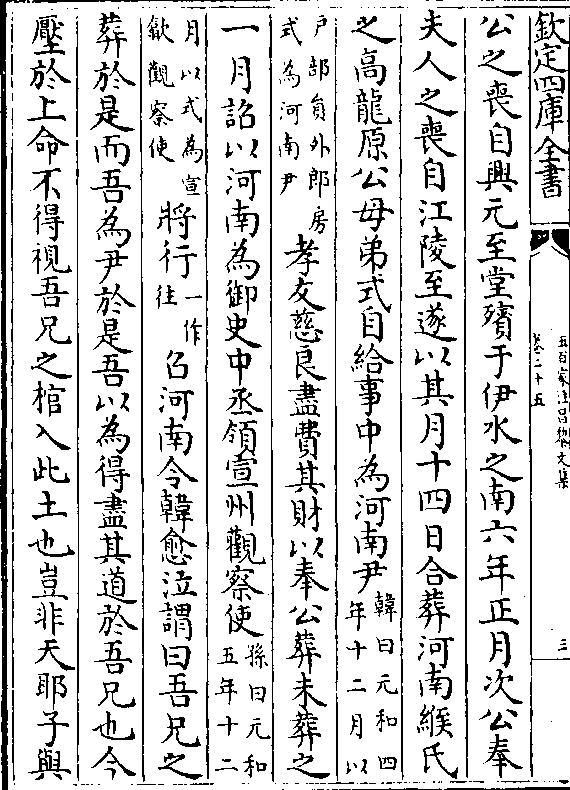 欽定四庫全書
五百家注昌黎文集
卷二十五
三
公之喪自興元至堂殯于伊水之南六年正月次公奉
夫人之喪自江陵至遂以其月十四日合葬河南緱氏
之高龍原公母弟式自給事中為河南尹韓曰元和四年十二月以
戸部員外郎房式為河南尹孝友慈良盡費其財以奉公葬未葬之
一月詔以河南為御史中丞領宣州觀察使孫曰元和五年十二
月以式為宣歙觀察使將行一作往召河南令韓愈泣謂曰吾兄之
葬於是而吾為尹於是吾以為得盡其道於吾兄也今
壓於上命不得視吾兄之棺入此土也豈非天耶子與